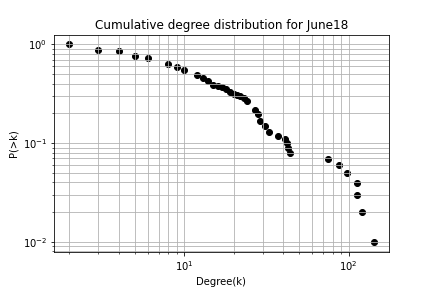 Cumulative degree distribution for June18
P(>k)
10⁰
10⁻¹
10⁻²
10¹
10²
Degree(k)